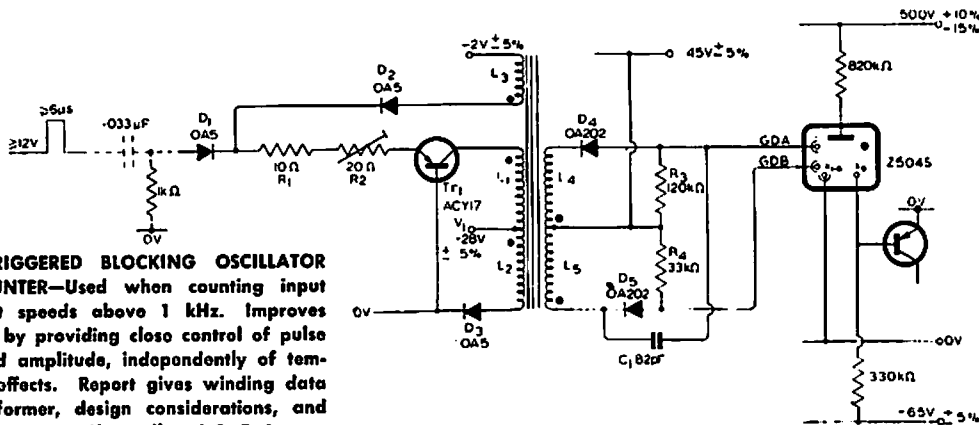 500V +10%
-15%
-2V ± 5%
45V ± 5%
820kΩ
L3
D2
OA5
≥6μs
≥12V
·033μF
D1
OA5
D4
OA202
GDA
GDB
Z504S
10Ω
R1
20Ω
R2
Tr1
ACY17
L1
L4
R3
120kΩ
1kΩ
0V
V1
-28V
± 5%
0V
L2
L5
R4
33kΩ
D5
OA202
0V
D3
OA5
C1 82pF
0V
330kΩ
-65V ± 5%
RIGGERED BLOCKING OSCILLATOR
UNTER—Used when counting input
t speeds above 1 kHz. Improves
by providing close control of pulse
d amplitude, independently of tem-
effects. Report gives winding data
former, design considerations, and